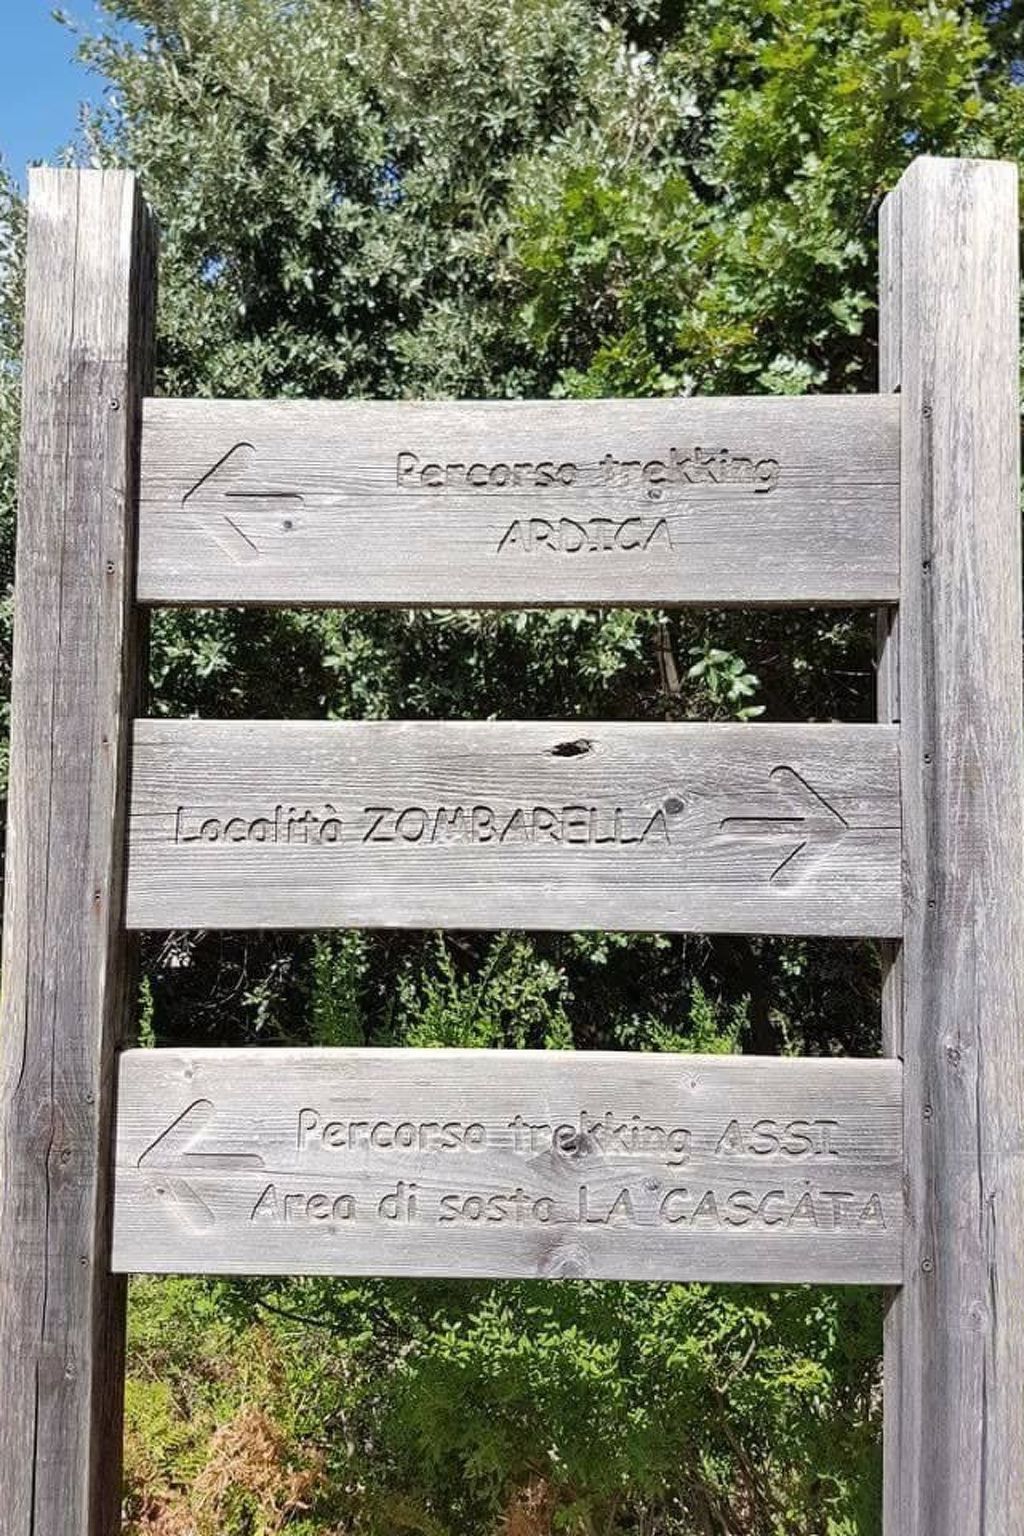 Percorso trekking
ARDICA
Località ZOMBARELLA
Percorso trekking ASSI
Area di sosta LA CASCATA